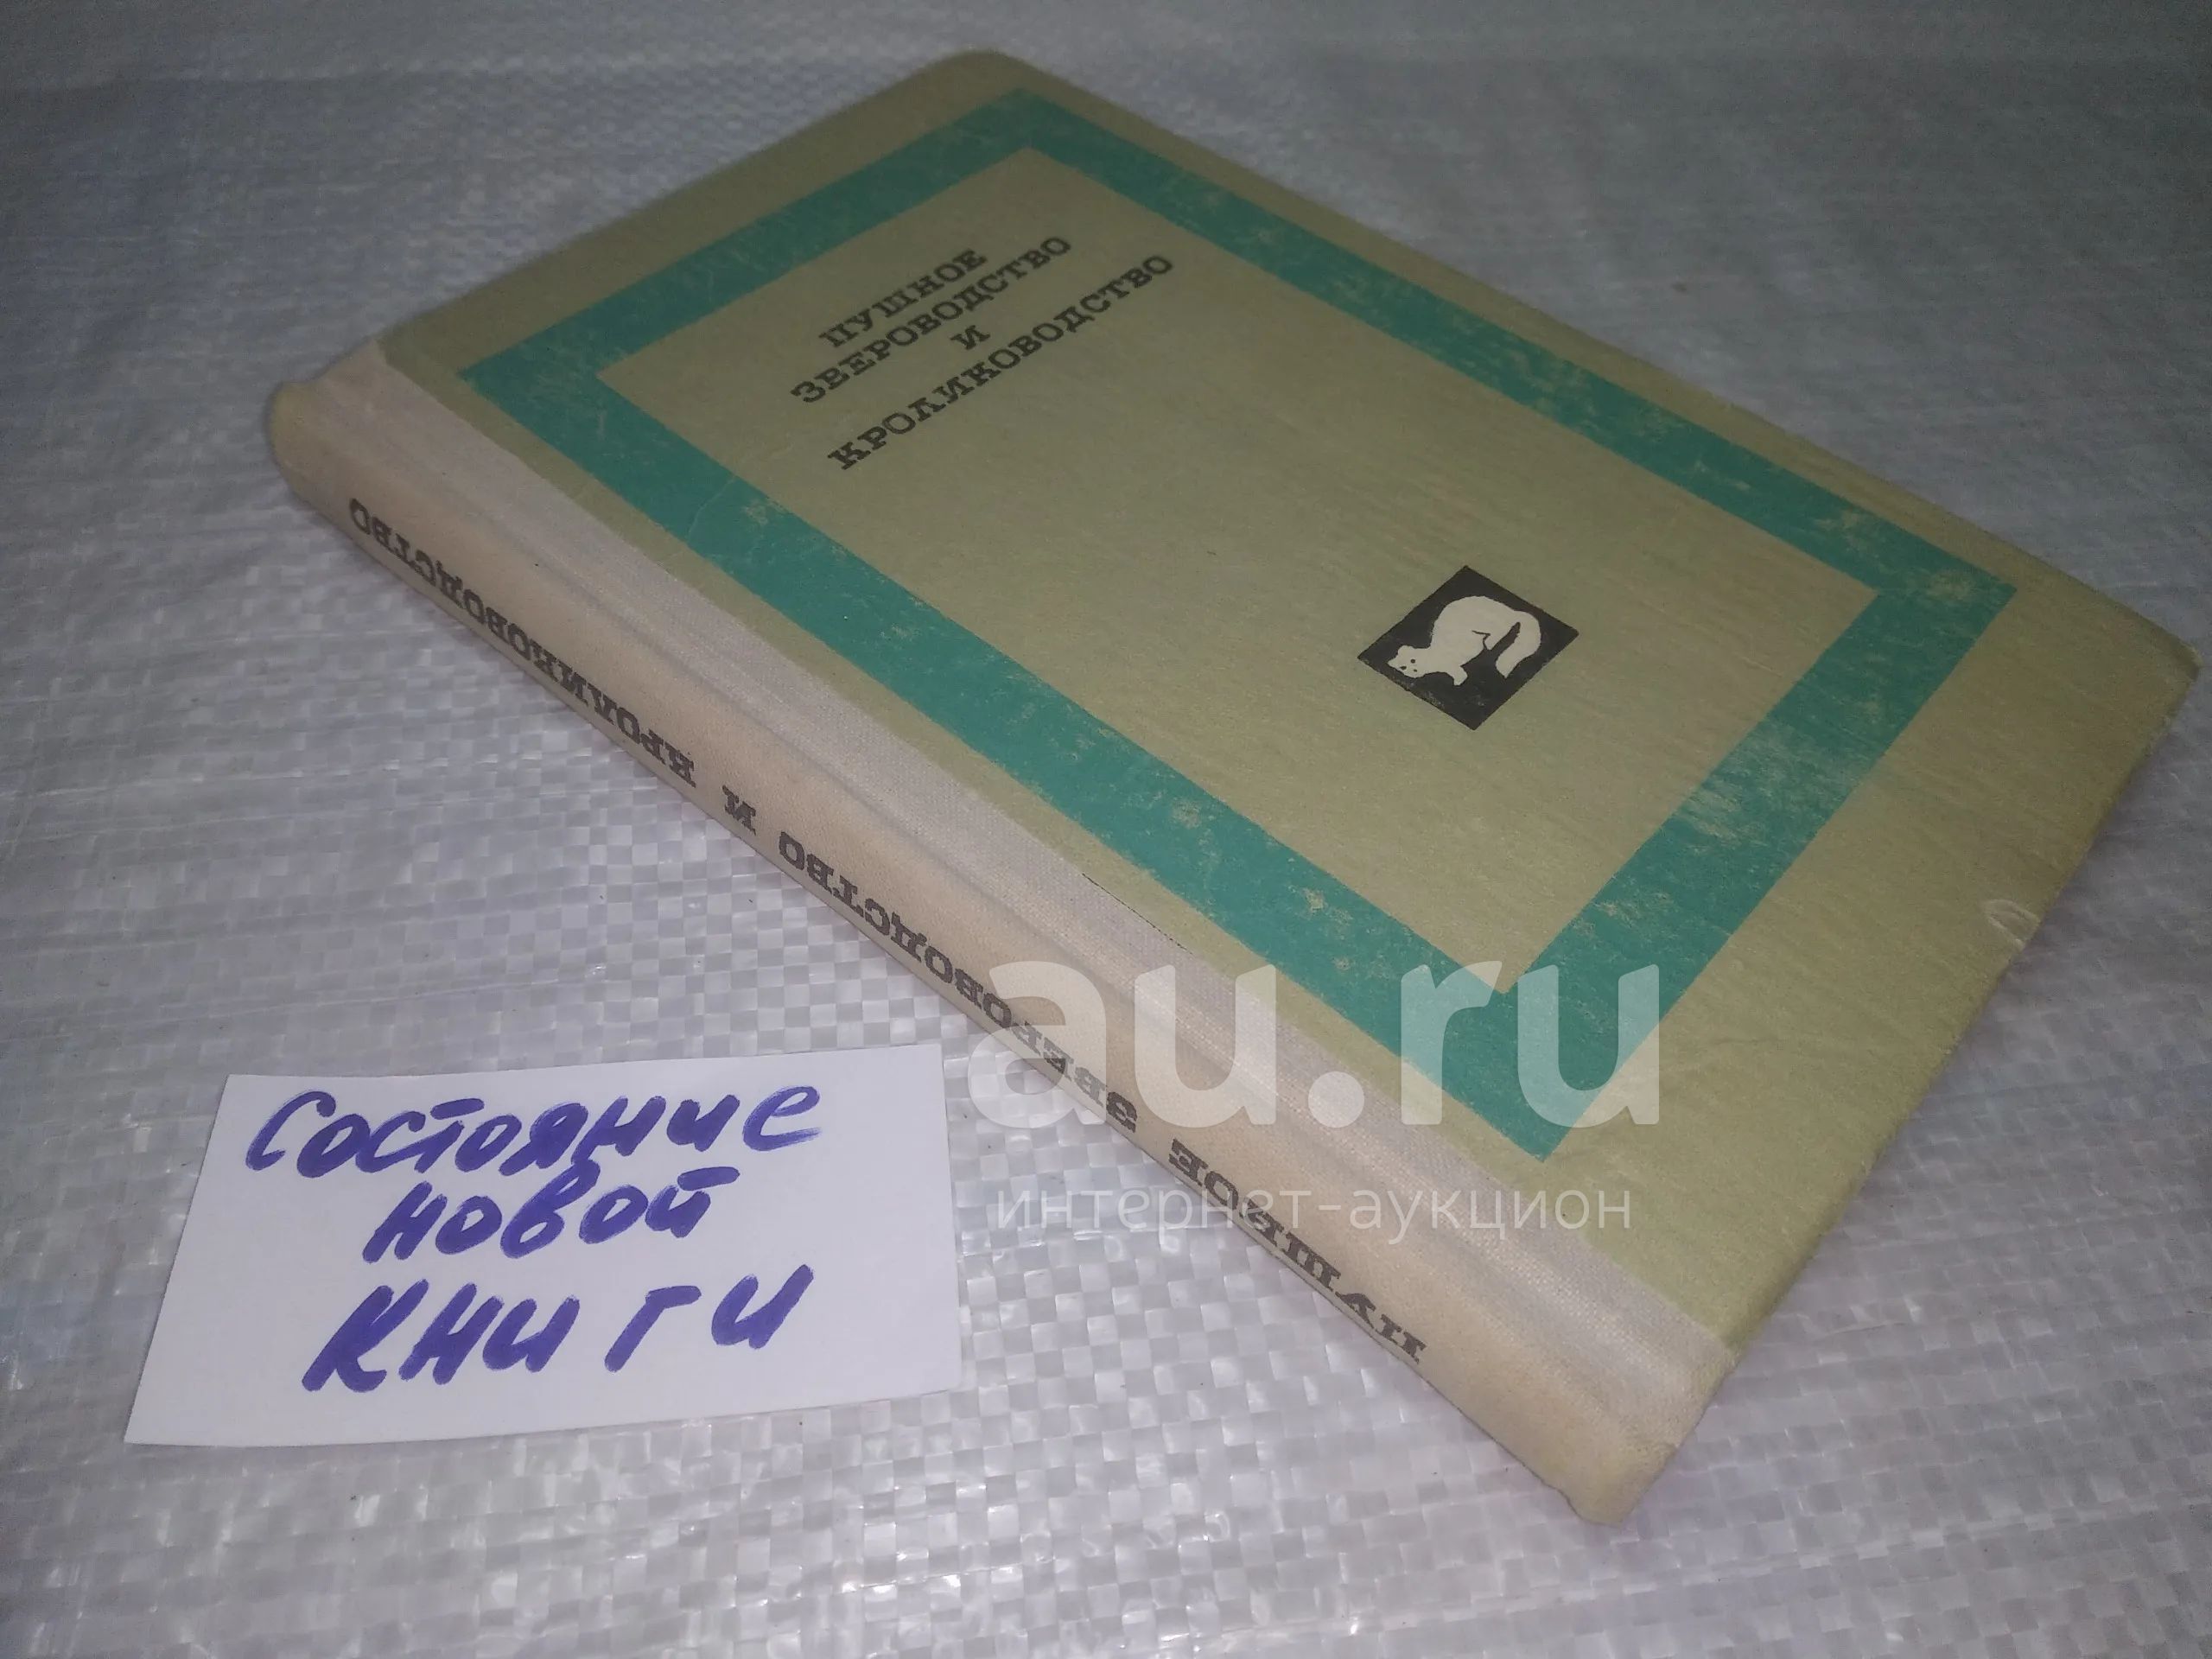 ПУШНОЕ
ЗВЕРОВОДСТВО
И
КРОЛИКОВОДСТВО
ПУШНОЕ ЗВЕРОВОДСТВО И КРОЛИКОВОДСТВО
Состояние
новой
книги
au.ru
интернет-аукцион